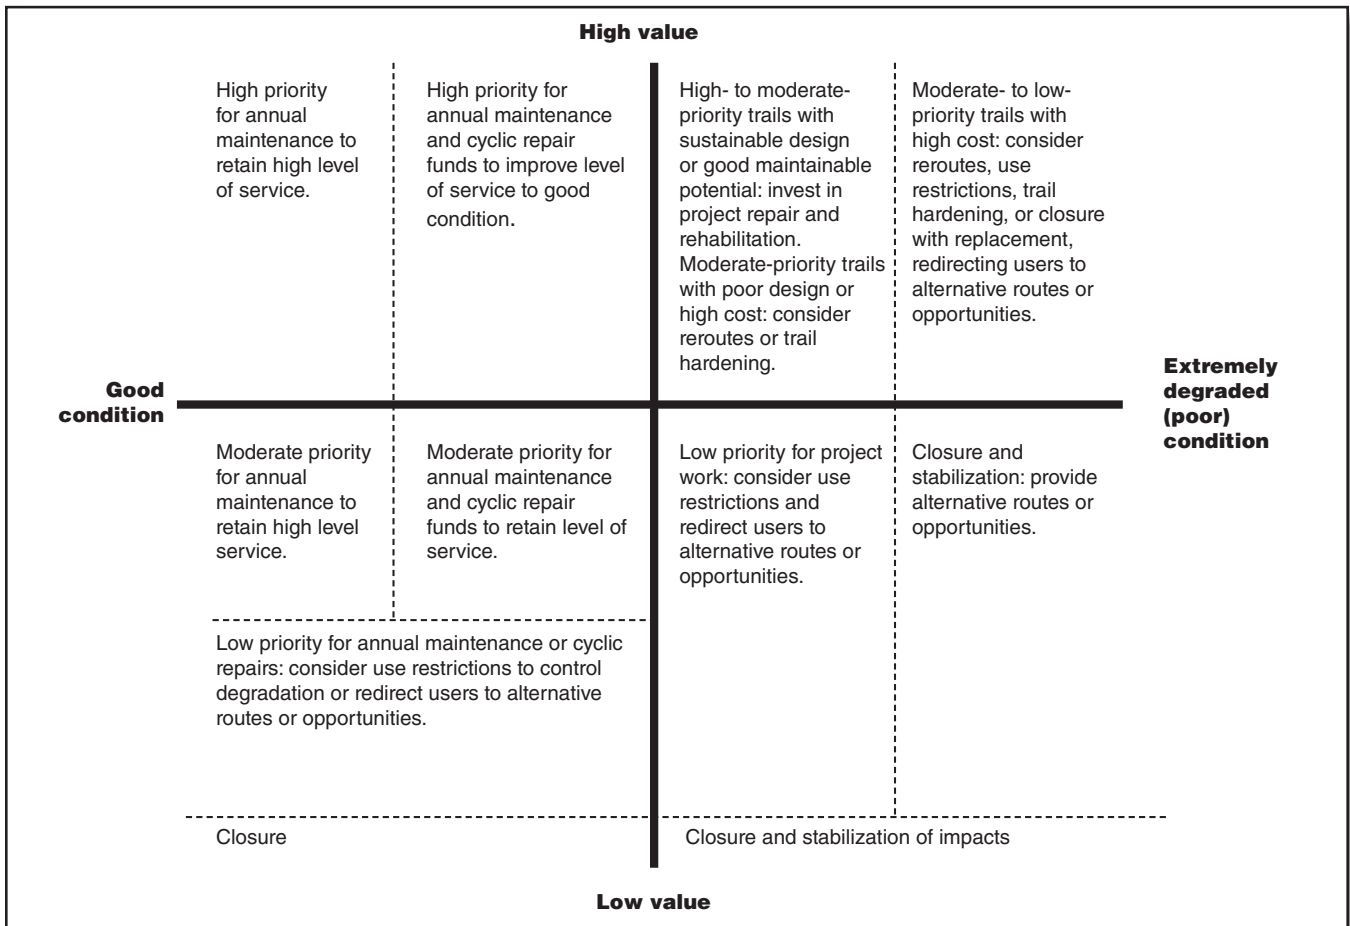 High value
High priority
for annual
maintenance to
retain high level
of service.
High priority for
annual maintenance
and cyclic repair
funds to improve level
of service to good
condition.
High- to moderate-
priority trails with
sustainable design
or good maintainable
potential: invest in
project repair and
rehabilitation.
Moderate-priority trails
with poor design or
high cost: consider
reroutes or trail
hardening.
Moderate- to low-
priority trails with
high cost: consider
reroutes, use
restrictions, trail
hardening, or closure
with replacement,
redirecting users to
alternative routes or
opportunities.
Good
condition
Extremely
degraded
(poor)
condition
Moderate priority
for annual
maintenance to
retain high level
service.
Moderate priority for
annual maintenance
and cyclic repair
funds to retain level of
service.
Low priority for project
work: consider use
restrictions and
redirect users to
alternative routes or
opportunities.
Closure and
stabilization: provide
alternative routes or
opportunities.
Low priority for annual maintenance or cyclic
repairs: consider use restrictions to control
degradation or redirect users to alternative
routes or opportunities.
Closure
Closure and stabilization of impacts
Low value